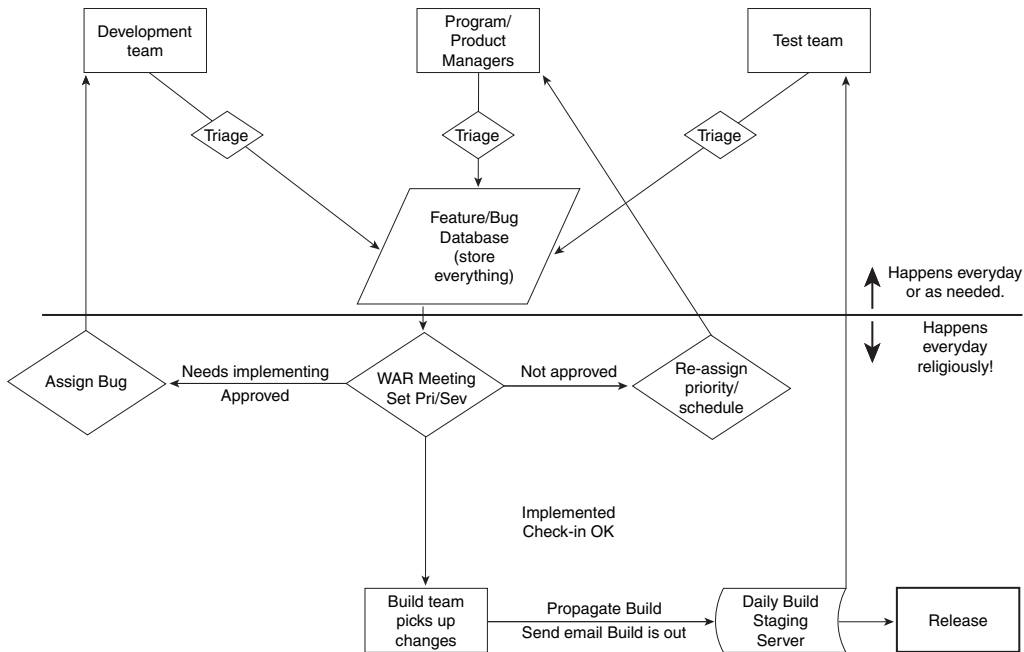 Development
team
Program/
Product
Managers
Test team
Triage
Triage
Triage
Feature/Bug
Database
(store
everything)
Happens everyday
or as needed.
Happens
everyday
religiously!
Assign Bug
Needs implementing
Approved
WAR Meeting
Set Pri/Sev
Not approved
Re-assign
priority/
schedule
Implemented
Check-in OK
Build team
picks up
changes
Propagate Build
Send email Build is out
Daily Build
Staging
Server
Release